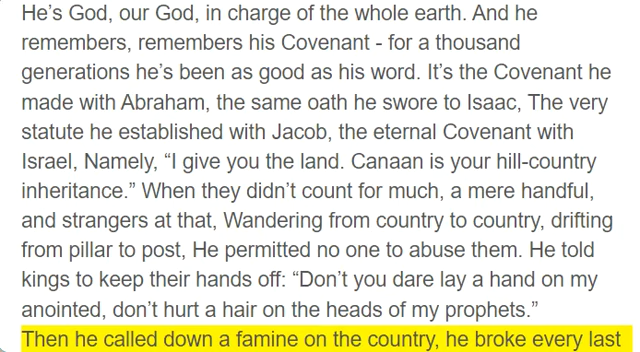 He’s God, our God, in charge of the whole earth. And he
remembers, remembers his Covenant - for a thousand
generations he’s been as good as his word. It’s the Covenant he
made with Abraham, the same oath he swore to Isaac, The very
statute he established with Jacob, the eternal Covenant with
Israel, Namely, “I give you the land. Canaan is your hill-country
inheritance.” When they didn’t count for much, a mere handful,
and strangers at that, Wandering from country to country, drifting
from pillar to post, He permitted no one to abuse them. He told
kings to keep their hands off: “Don’t you dare lay a hand on my
anointed, don’t hurt a hair on the heads of my prophets.”
Then he called down a famine on the country, he broke every last